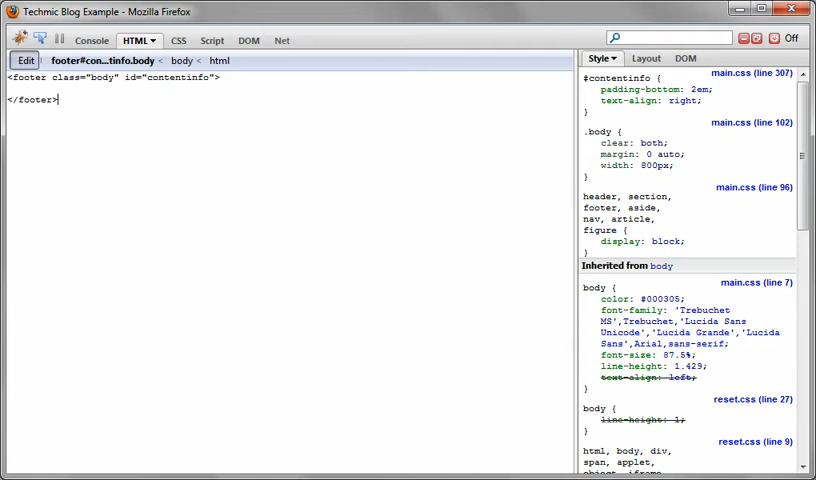 Techmic Blog Example - Mozilla Firefox
Console HTML CSS Script DOM Net Off
Edit footer#con...tinfo.body < body < html
Style Layout DOM
<footer class="body" id="contentinfo">
</footer>
main.css (line 307)
#contentinfo {
padding-bottom: 2em;
text-align: right;
}
main.css (line 102)
.body {
clear: both;
margin: 0 auto;
width: 800px;
}
main.css (line 96)
header, section,
footer, aside,
nav, article,
figure {
display: block;
}
Inherited from body
main.css (line 7)
body {
color: #000305;
font-family: 'Trebuchet
MS',Trebuchet,'Lucida Sans
Unicode','Lucida Grande','Lucida
Sans',Arial,sans-serif;
font-size: 87.5%;
line-height: 1.429;
text-align: left;
}
reset.css (line 27)
body {
line-height: 1;
}
reset.css (line 9)
html, body, div,
span, applet,
object, iframe,